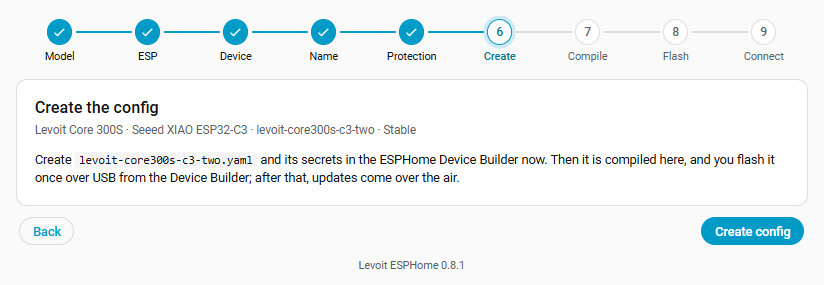 6
7
8
9
Model
ESP
Device
Name
Protection
Create
Compile
Flash
Connect
Create the config
Levoit Core 300S · Seeed XIAO ESP32-C3 · levoit-core300s-c3-two · Stable
Create levoit-core300s-c3-two.yaml and its secrets in the ESPHome Device Builder now. Then it is compiled here, and you flash it
once over USB from the Device Builder; after that, updates come over the air.
Back
Create config
Levoit ESPHome 0.8.1